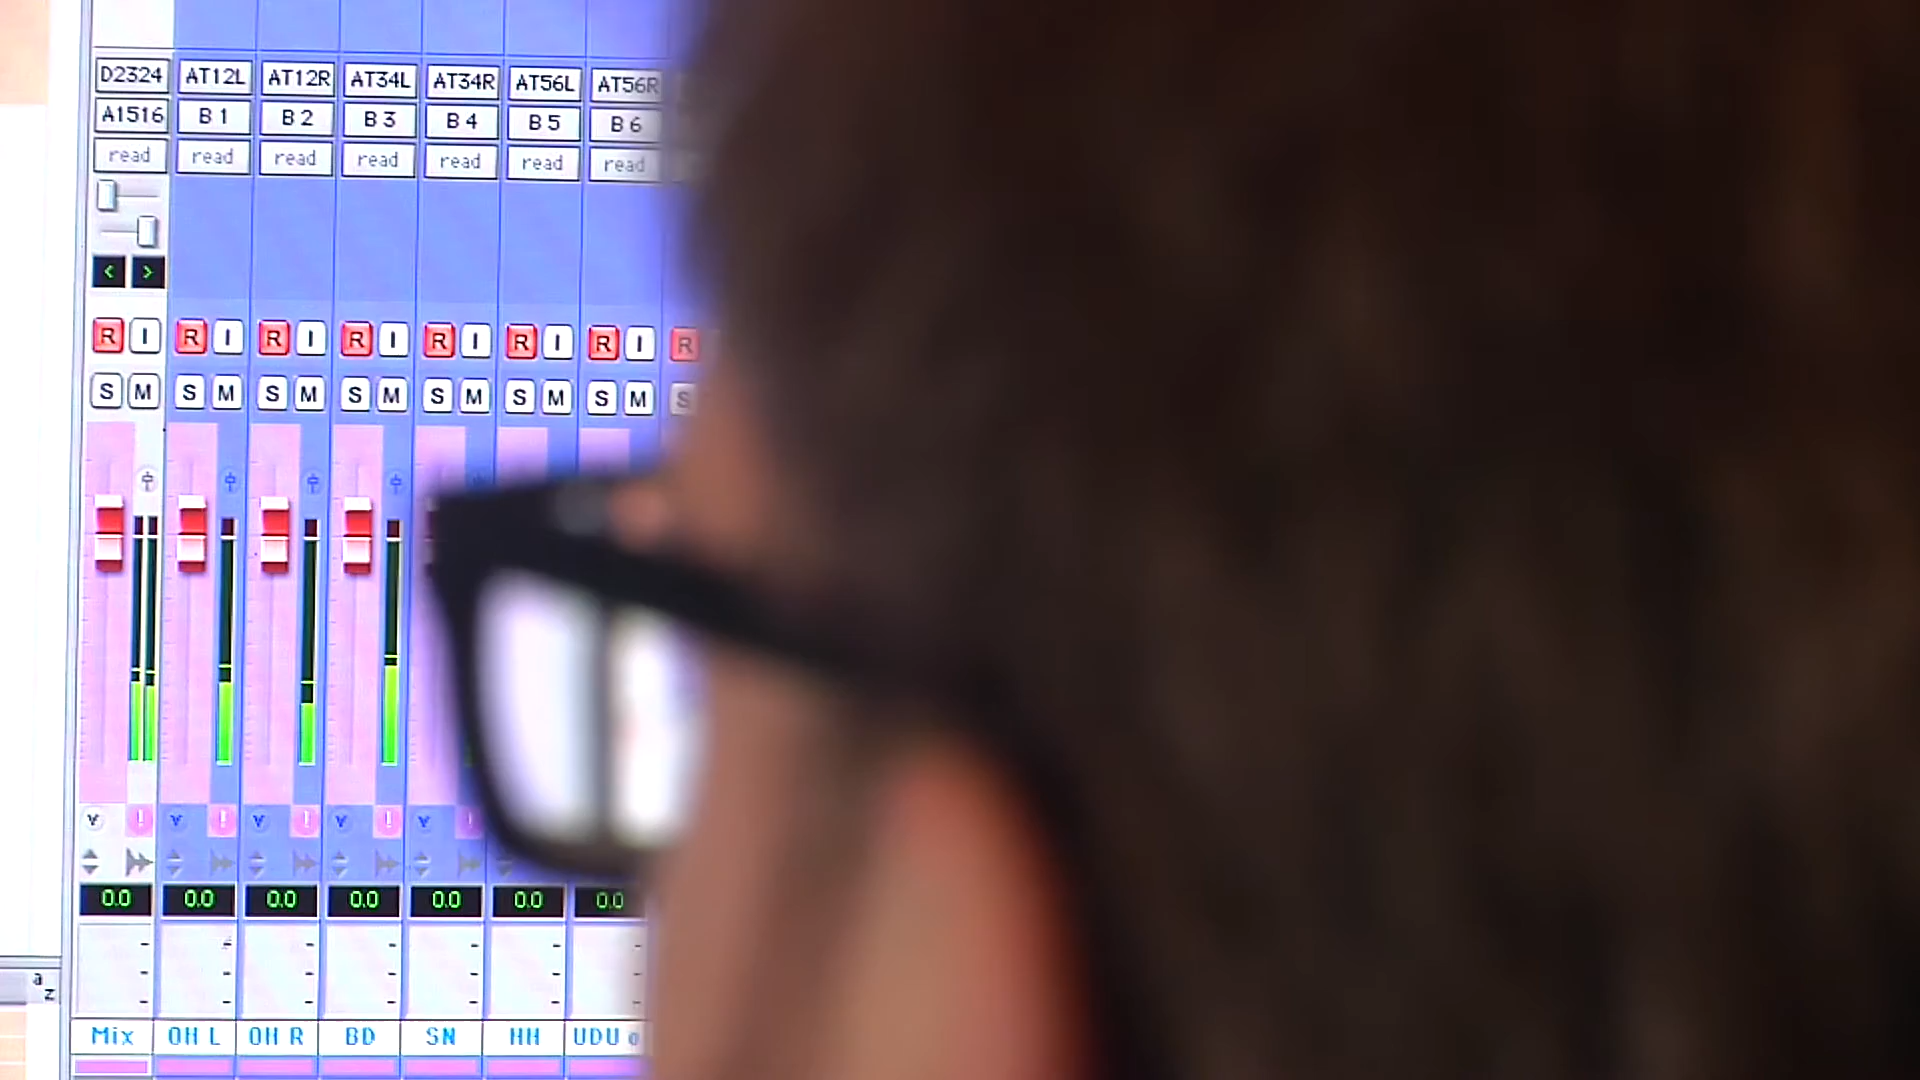 D2324 AT12L AT12R AT34L AT34R AT56L AT56R
A1516 B 1 B 2 B 3 B 4 B 5 B 6
read read read read read read read
< >
R I R I R I R I R I R I R I R
S M S M S M S M S M S M S M S
0.0 0.0 0.0 0.0 0.0 0.0 0.0
a
z
Mix OH L OH R BD SN HH UDU o